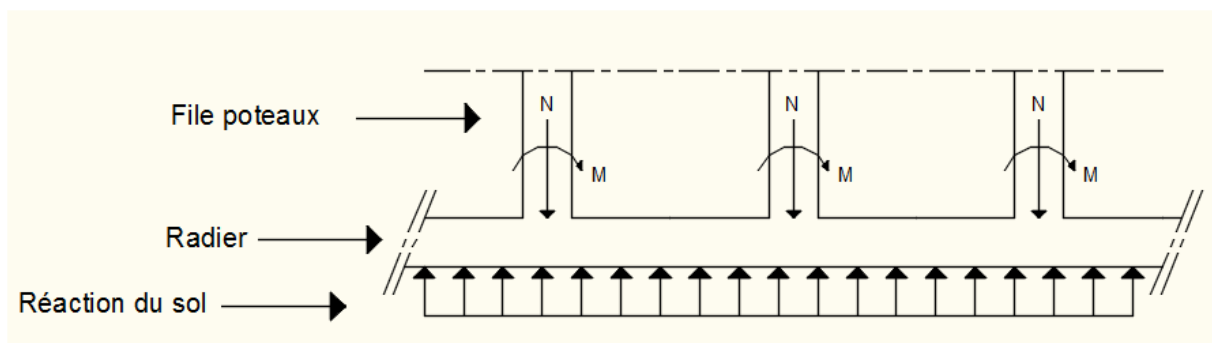 N N N
File poteaux
M M M
Radier
Réaction du sol